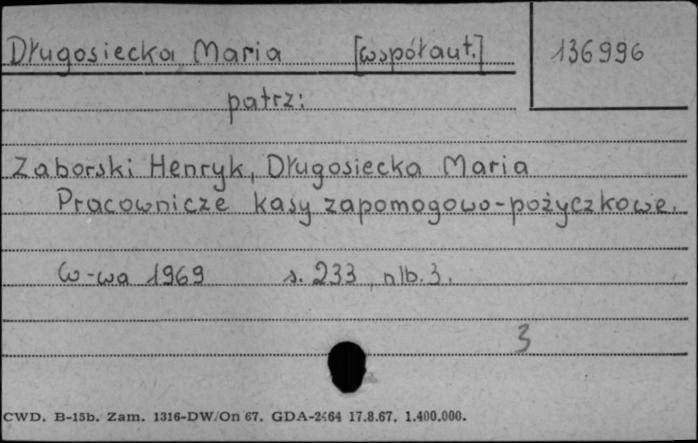 Długosiecka Maria [współaut.] 136996
patrz:
Zaborski Henryk, Długosiecka Maria
Pracownicze kasy zapomogowo-pożyczkowe.
W-wa 1969 s. 233, nlb. 3.
3
CWD. B-15b. Zam. 1316-DW/On 67. GDA-2464 17.8.67. 1.400.000.